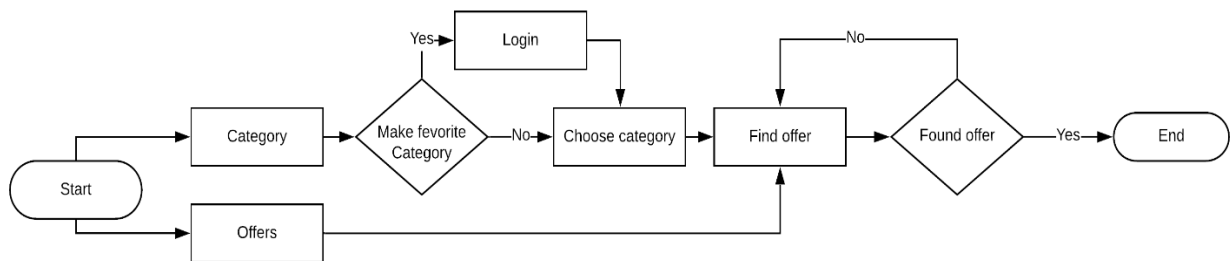 Yes
Login
No
Category
Make fevorite
Category
No
Choose category
Find offer
Found offer
Yes
End
Start
Offers